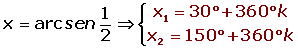 x = arcsen 1/2 ⇒ { x₁ = 30°+360°k
x₂ = 150°+360°k